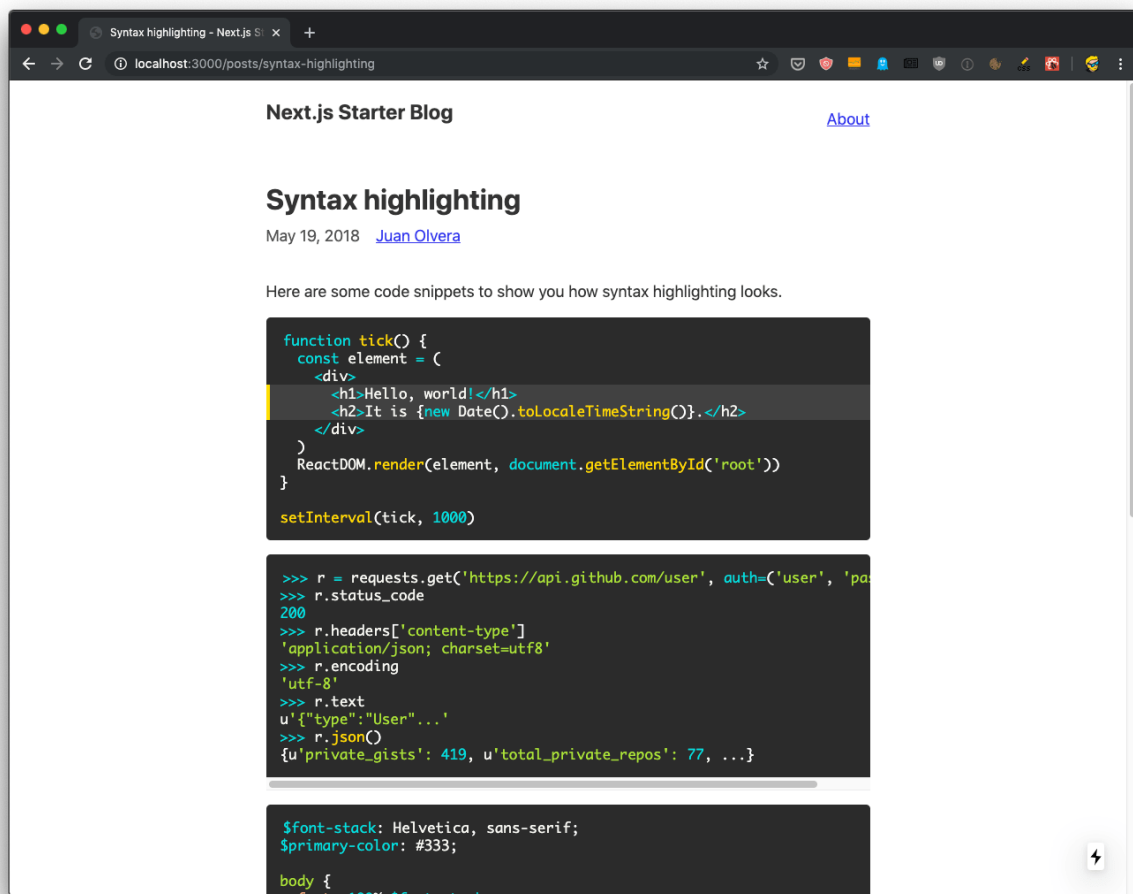 Syntax highlighting - Next.js S
localhost:3000/posts/syntax-highlighting
Next.js Starter Blog
About
Syntax highlighting
May 19, 2018 Juan Olvera
Here are some code snippets to show you how syntax highlighting looks.
function tick() {
  const element = (
    <div>
      <h1>Hello, world!</h1>
      <h2>It is {new Date().toLocaleTimeString()}.</h2>
    </div>
  )
  ReactDOM.render(element, document.getElementById('root'))
}
setInterval(tick, 1000)
>>> r = requests.get('https://api.github.com/user', auth=('user', 'pas
>>> r.status_code
200
>>> r.headers['content-type']
'application/json; charset=utf8'
>>> r.encoding
'utf-8'
>>> r.text
u'{"type":"User"...'
>>> r.json()
{u'private_gists': 419, u'total_private_repos': 77, ...}
$font-stack: Helvetica, sans-serif;
$primary-color: #333;
body {